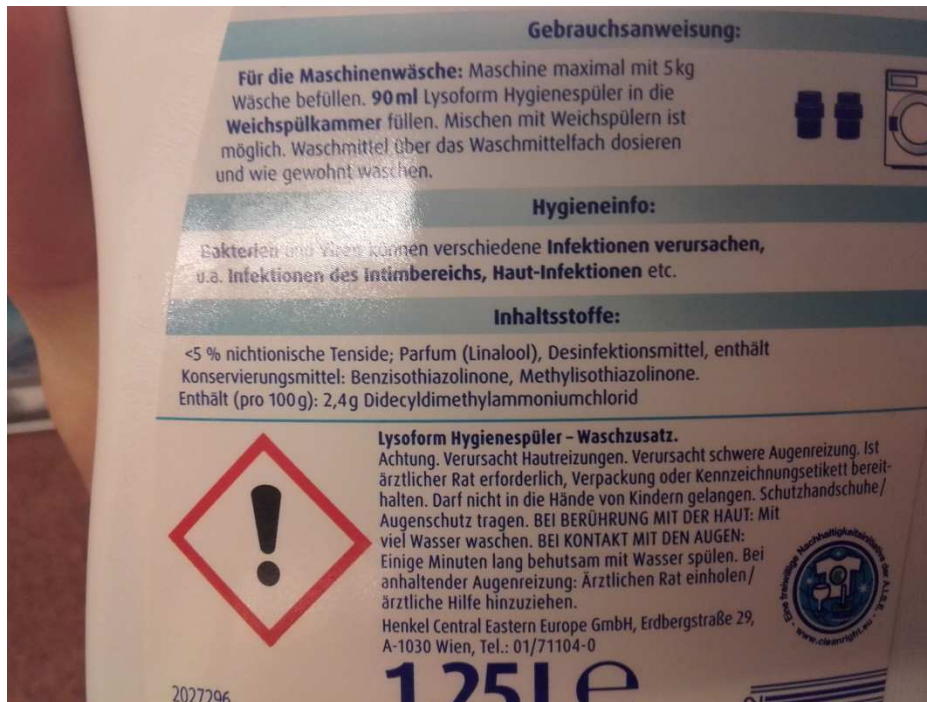 Gebrauchsanweisung:
Für die Maschinenwäsche: Maschine maximal mit 5kg
Wäsche befüllen. 90ml Lysoform Hygienespüler in die
Weichspülkammer füllen. Mischen mit Weichspülern ist
möglich. Waschmittel über das Waschmittelfach dosieren
und wie gewohnt waschen.
Hygieneinfo:
Bakterien und Viren können verschiedene Infektionen verursachen,
u.a. Infektionen des Intimbereichs, Haut-Infektionen etc.
Inhaltsstoffe:
<5 % nichtionische Tenside; Parfum (Linalool), Desinfektionsmittel, enthält
Konservierungsmittel: Benzisothiazolinone, Methylisothiazolinone.
Enthält (pro 100g): 2,4g Didecyldimethylammoniumchlorid
Lysoform Hygienespüler – Waschzusatz.
Achtung. Verursacht Hautreizungen. Verursacht schwere Augenreizung. Ist
ärztlicher Rat erforderlich, Verpackung oder Kennzeichnungsetikett bereit-
halten. Darf nicht in die Hände von Kindern gelangen. Schutzhandschuhe/
Augenschutz tragen. BEI BERÜHRUNG MIT DER HAUT: Mit
viel Wasser waschen. BEI KONTAKT MIT DEN AUGEN:
Einige Minuten lang behutsam mit Wasser spülen. Bei
anhaltender Augenreizung: Ärztlichen Rat einholen/
ärztliche Hilfe hinzuziehen.
Henkel Central Eastern Europe GmbH, Erdbergstraße 29,
A-1030 Wien, Tel.: 01/71104-0
- Eine freiwillige Nachhaltigkeitsinitiative der A.I.S.E. -
www.cleanright.eu
1,25l e
2027296